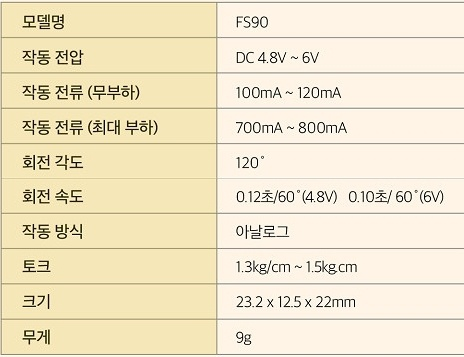 모델명 FS90
작동 전압 DC 4.8V ~ 6V
작동 전류 (무부하) 100mA ~ 120mA
작동 전류 (최대 부하) 700mA ~ 800mA
회전 각도 120˚
회전 속도 0.12초/60˚(4.8V) 0.10초/ 60˚(6V)
작동 방식 아날로그
토크 1.3kg/cm ~ 1.5kg.cm
크기 23.2 x 12.5 x 22mm
무게 9g